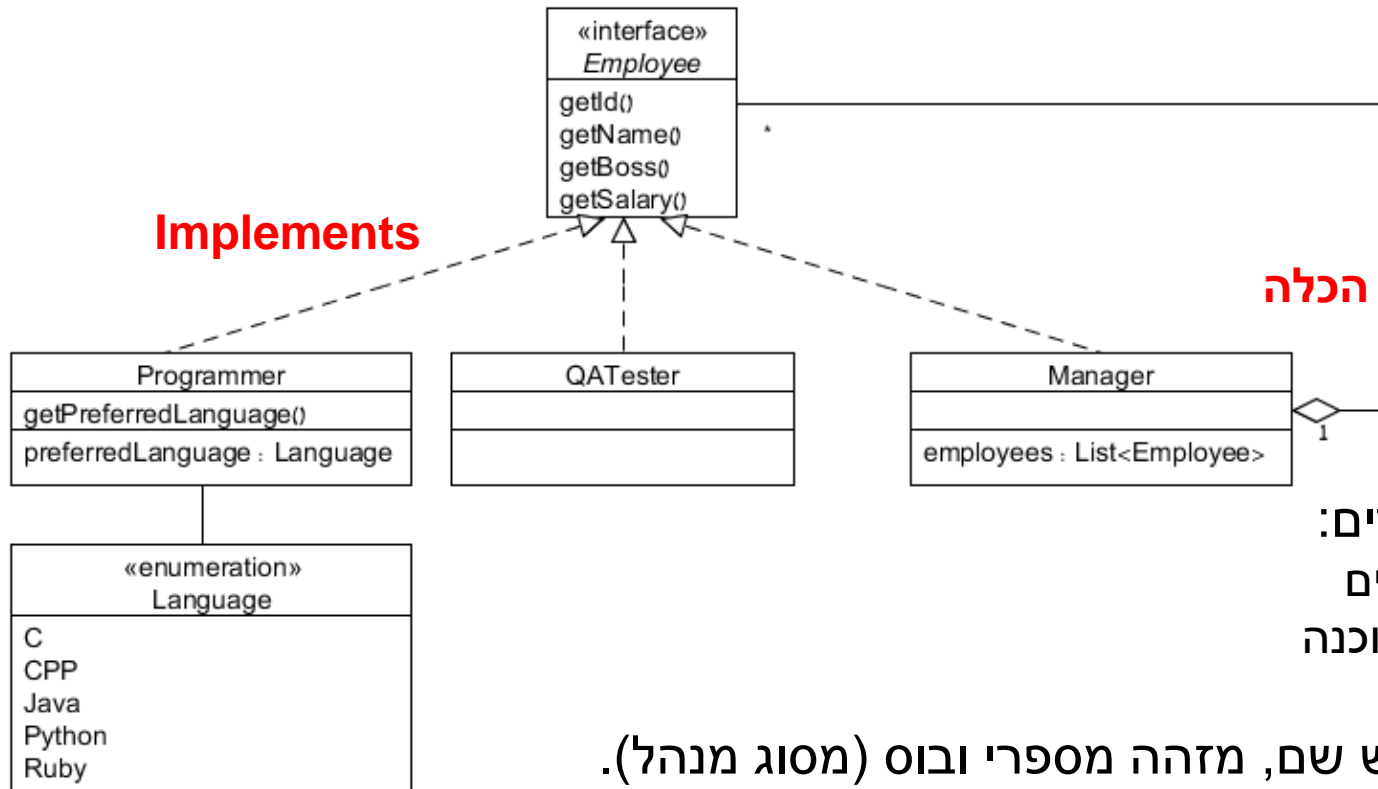 «interface»
Employee
getId()
getName()
getBoss()
getSalary()
*
Implements
הכלה
Programmer
getPreferredLanguage()
preferredLanguage : Language
QATester
Manager
employees : List<Employee>
1
«enumeration»
Language
C
CPP
Java
Python
Ruby
שם, מזהה מספרי ובוס (מסוג מנהל).